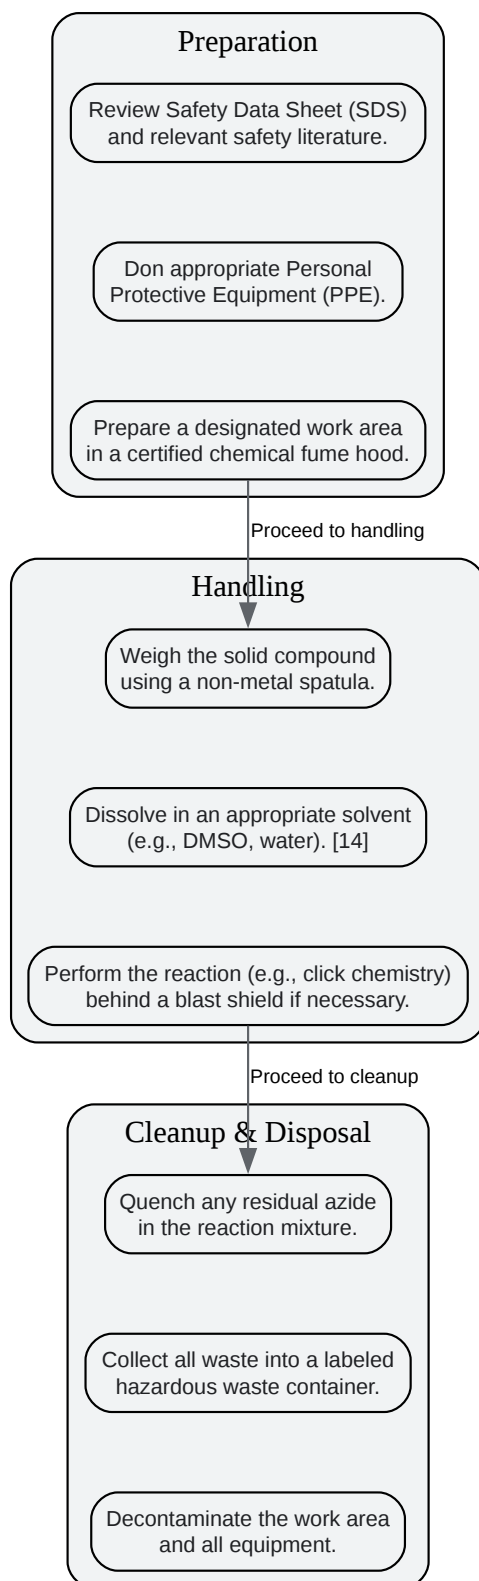 Preparation
Review Safety Data Sheet (SDS)
and relevant safety literature.
Don appropriate Personal
Protective Equipment (PPE).
Prepare a designated work area
in a certified chemical fume hood.
Proceed to handling
Handling
Weigh the solid compound
using a non-metal spatula.
Dissolve in an appropriate solvent
(e.g., DMSO, water). [14]
Perform the reaction (e.g., click chemistry)
behind a blast shield if necessary.
Proceed to cleanup
Cleanup & Disposal
Quench any residual azide
in the reaction mixture.
Collect all waste into a labeled
hazardous waste container.
Decontaminate the work area
and all equipment.